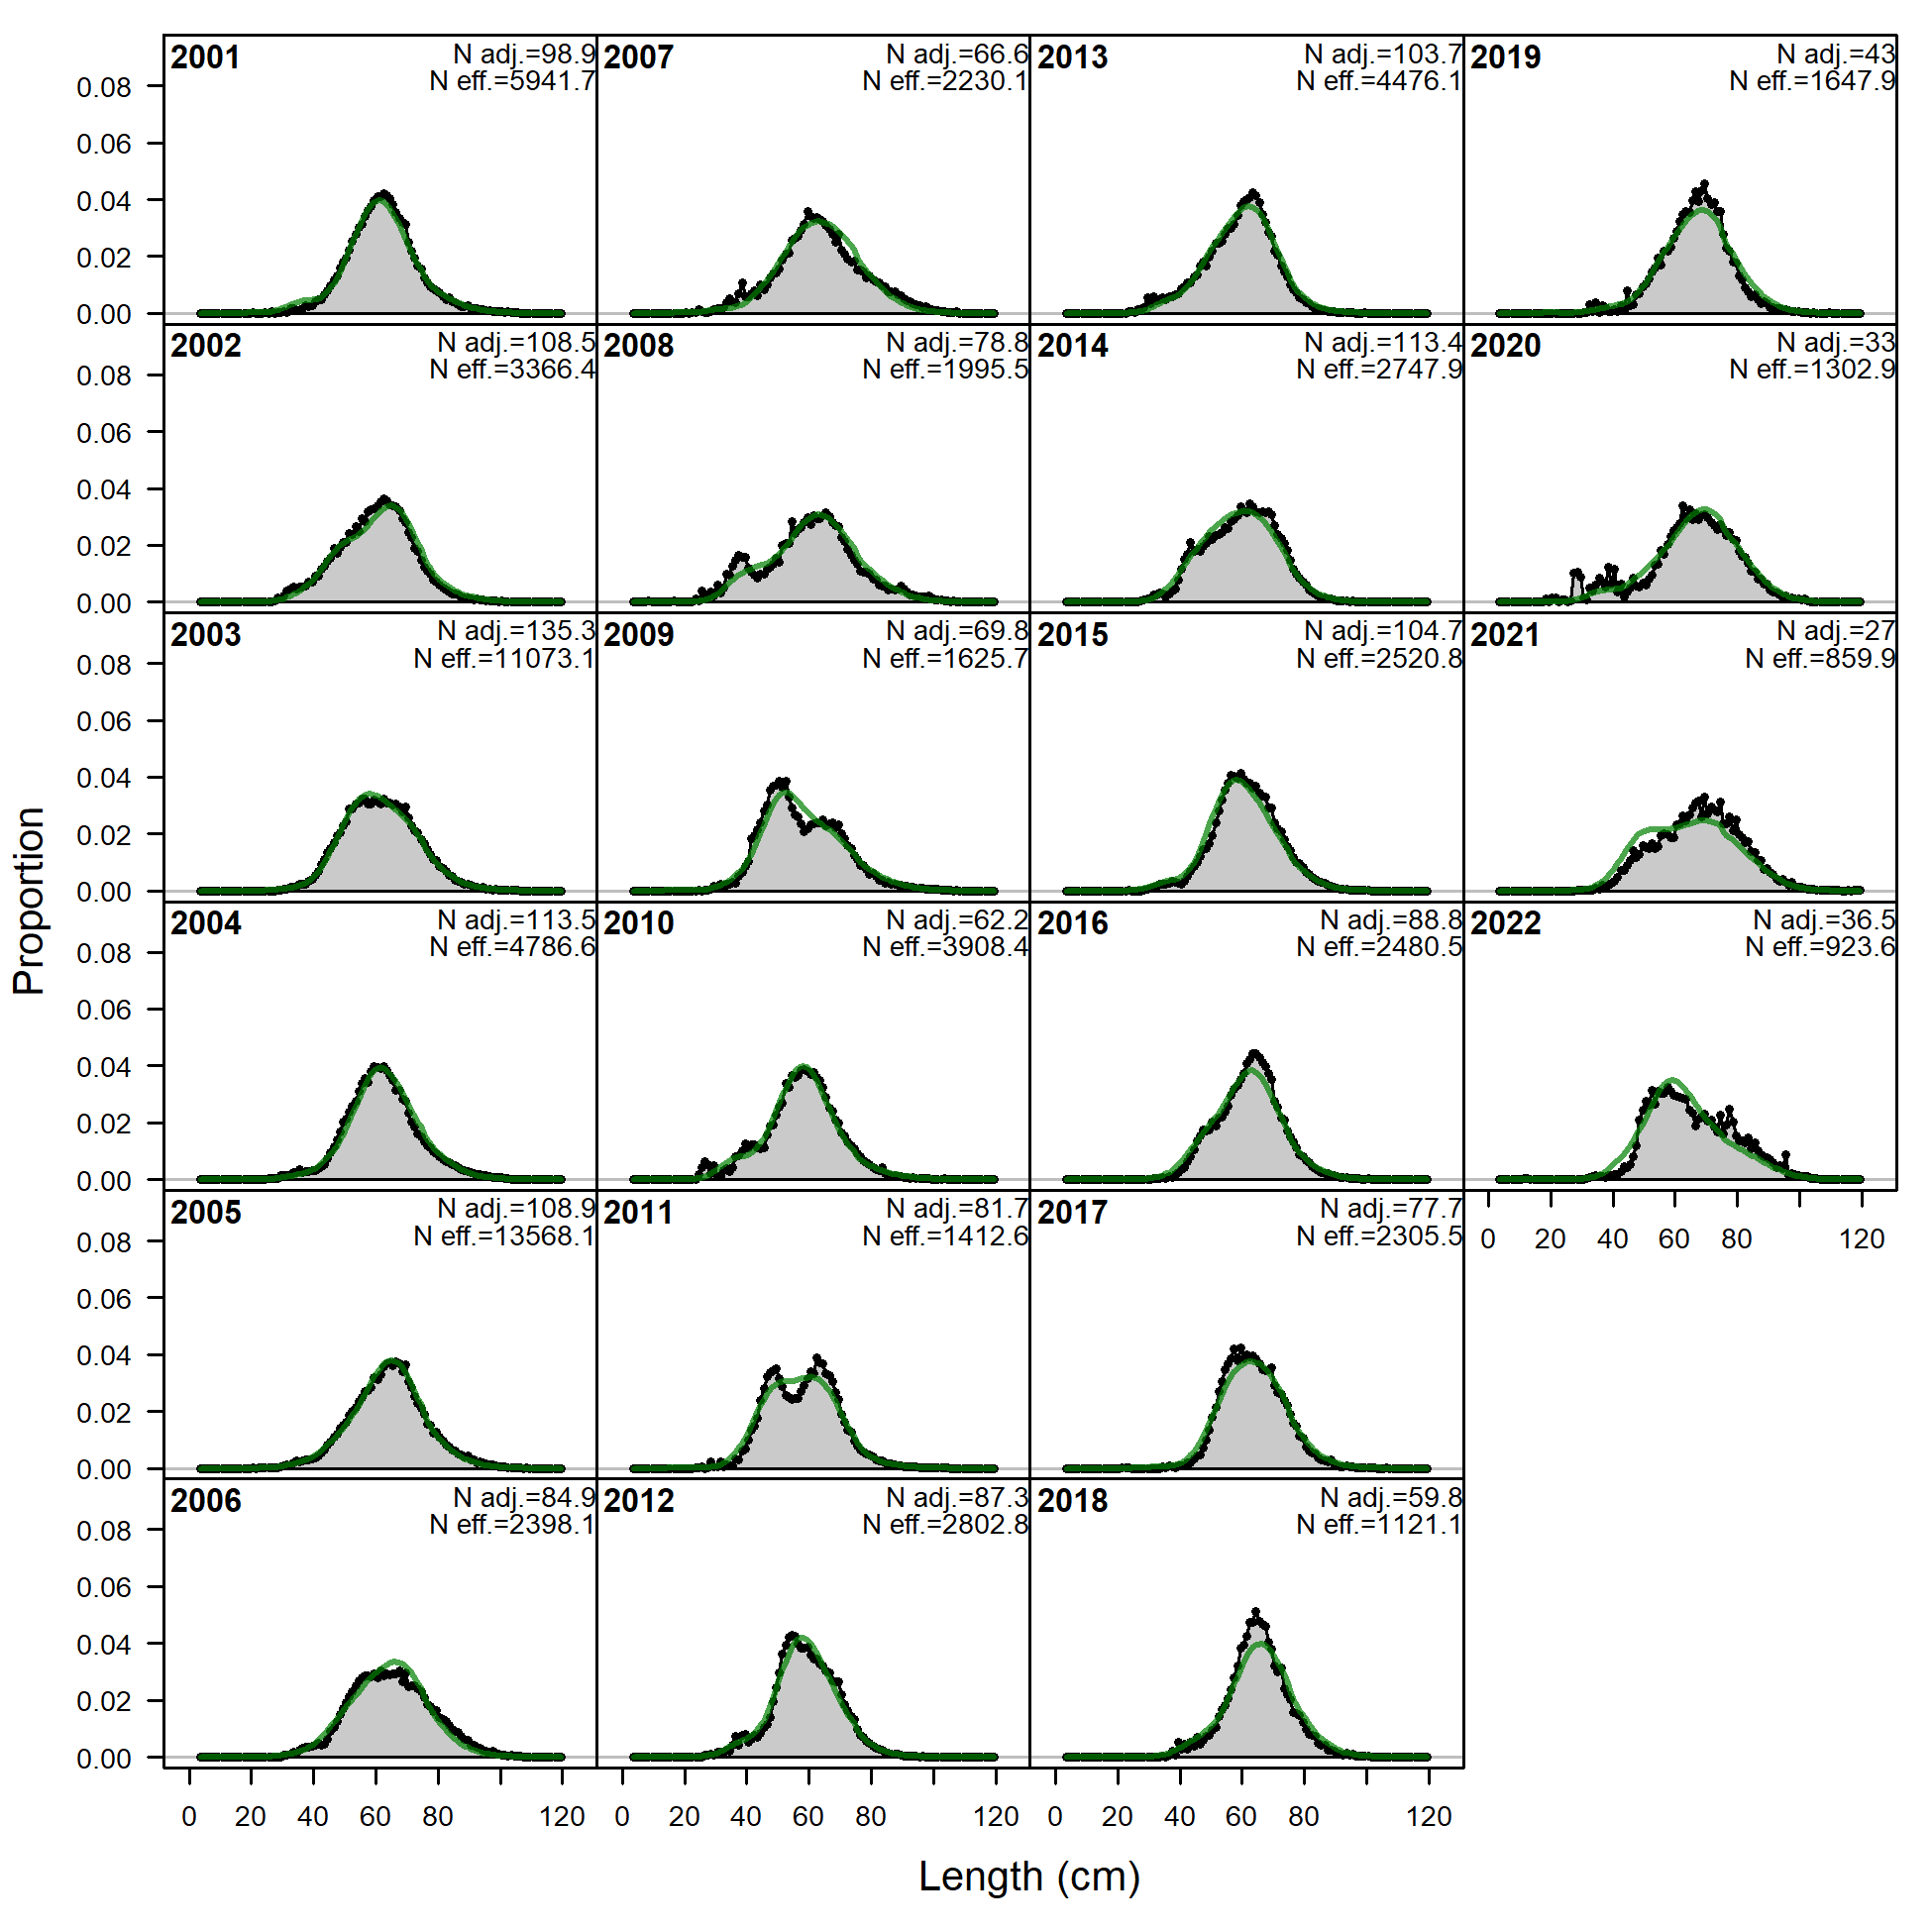 2001
N adj.=98.9
N eff.=5941.7
2007
N adj.=66.6
N eff.=2230.1
2013
N adj.=103.7
N eff.=4476.1
2019
N adj.=43
N eff.=1647.9
0.08
0.06
0.04
0.02
0.00
2002
N adj.=108.5
N eff.=3366.4
2008
N adj.=78.8
N eff.=1995.5
2014
N adj.=113.4
N eff.=2747.9
2020
N adj.=33
N eff.=1302.9
0.08
0.06
0.04
0.02
0.00
2003
N adj.=135.3
N eff.=11073.1
2009
N adj.=69.8
N eff.=1625.7
2015
N adj.=104.7
N eff.=2520.8
2021
N adj.=27
N eff.=859.9
0.08
0.06
0.04
0.02
0.00
Proportion
2004
N adj.=113.5
N eff.=4786.6
2010
N adj.=62.2
N eff.=3908.4
2016
N adj.=88.8
N eff.=2480.5
2022
N adj.=36.5
N eff.=923.6
0.08
0.06
0.04
0.02
0.00
2005
N adj.=108.9
N eff.=13568.1
2011
N adj.=81.7
N eff.=1412.6
2017
N adj.=77.7
N eff.=2305.5
0 20 40 60 80 120
0.08
0.06
0.04
0.02
0.00
2006
N adj.=84.9
N eff.=2398.1
2012
N adj.=87.3
N eff.=2802.8
2018
N adj.=59.8
N eff.=1121.1
0.08
0.06
0.04
0.02
0.00
0 20 40 60 80 120
0 20 40 60 80 120
0 20 40 60 80 120
Length (cm)